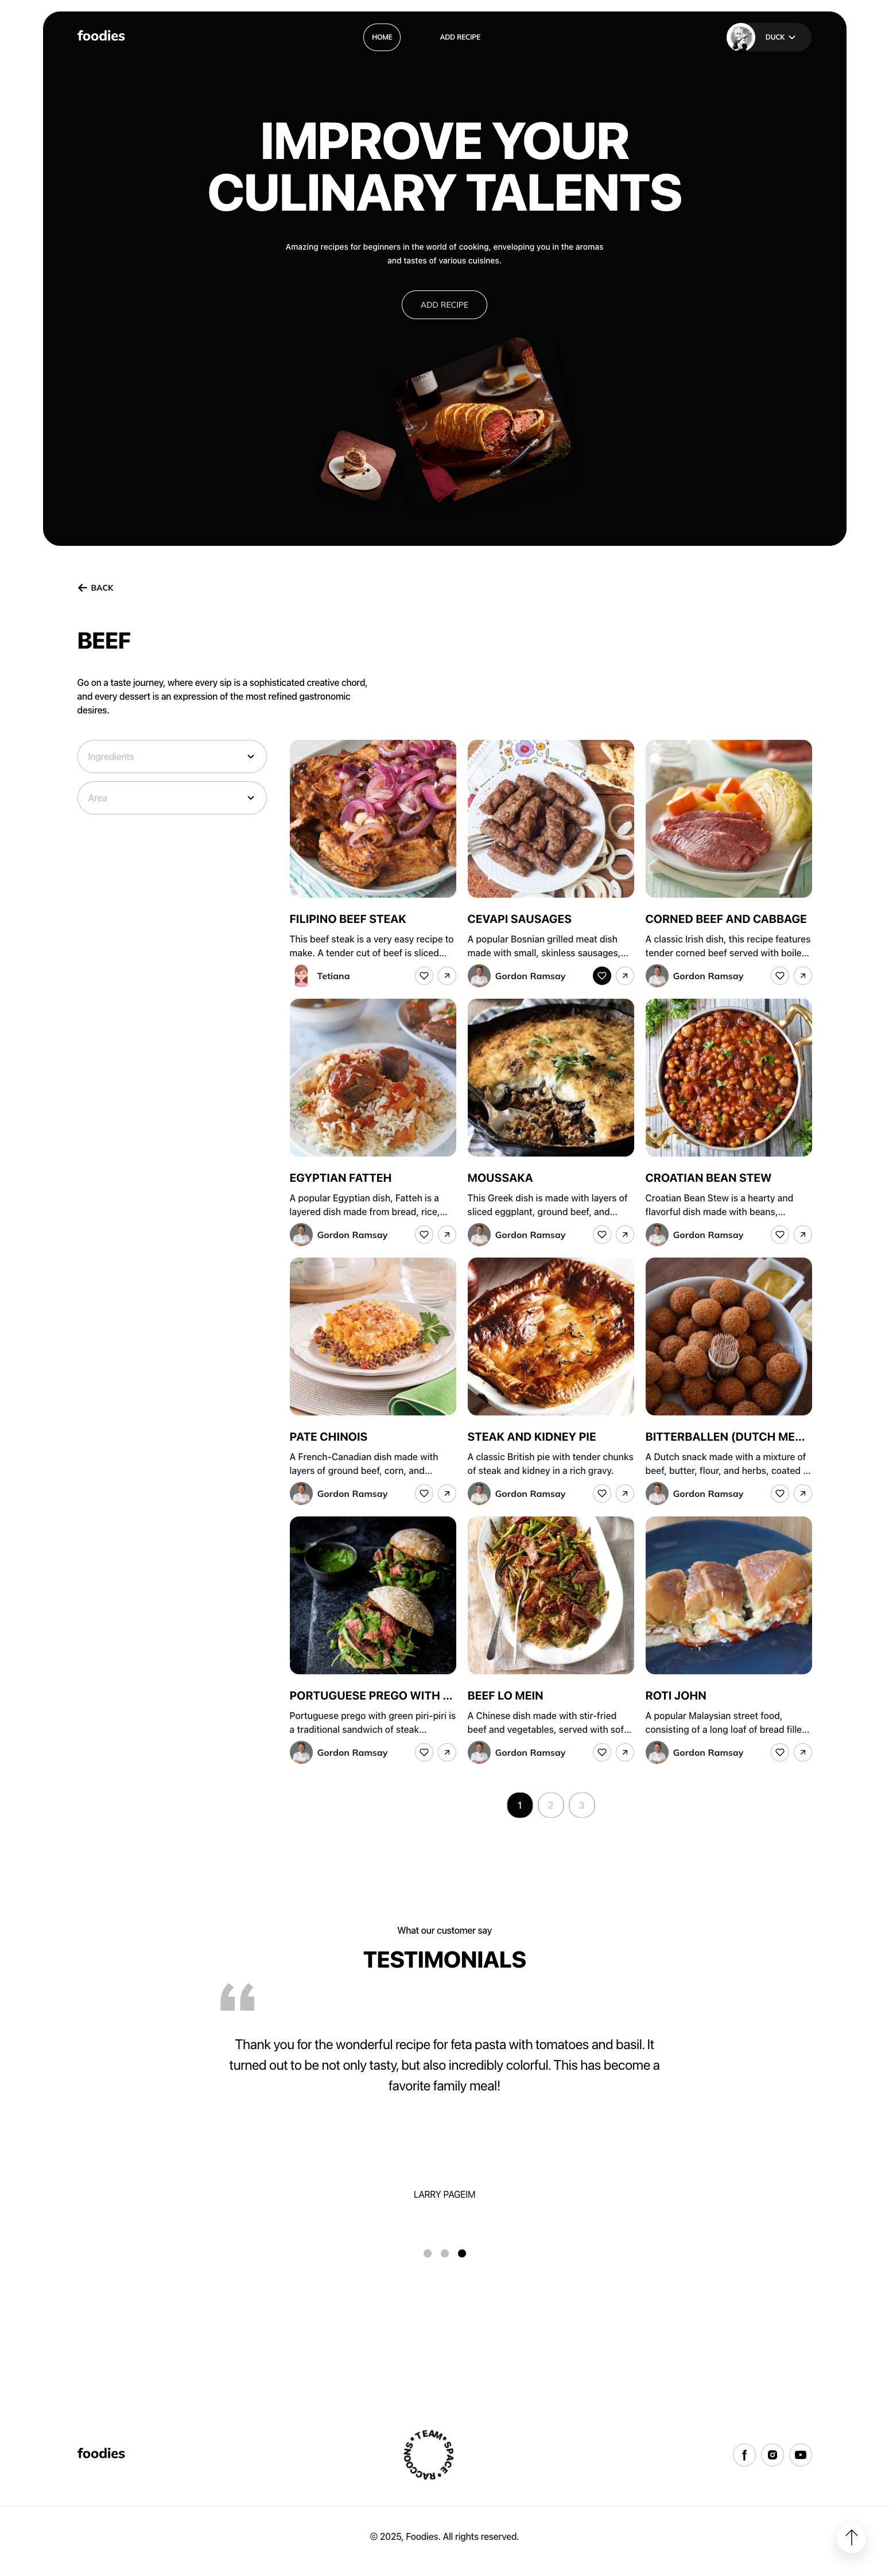 foodies
HOME
ADD RECIPE
DUCK
IMPROVE YOUR
CULINARY TALENTS
Amazing recipes for beginners in the world of cooking, enveloping you in the aromas
and tastes of various cuisines.
ADD RECIPE
BACK
BEEF
Go on a taste journey, where every sip is a sophisticated creative chord,
and every dessert is an expression of the most refined gastronomic
desires.
Ingredients
Area
FILIPINO BEEF STEAK
This beef steak is a very easy recipe to
make. A tender cut of beef is sliced...
Tetiana
CEVAPI SAUSAGES
A popular Bosnian grilled meat dish
made with small, skinless sausages,...
Gordon Ramsay
CORNED BEEF AND CABBAGE
A classic Irish dish, this recipe features
tender corned beef served with boile...
Gordon Ramsay
EGYPTIAN FATTEH
A popular Egyptian dish, Fatteh is a
layered dish made from bread, rice,...
Gordon Ramsay
MOUSSAKA
This Greek dish is made with layers of
sliced eggplant, ground beef, and...
Gordon Ramsay
CROATIAN BEAN STEW
Croatian Bean Stew is a hearty and
flavorful dish made with beans,...
Gordon Ramsay
PATE CHINOIS
A French-Canadian dish made with
layers of ground beef, corn, and...
Gordon Ramsay
STEAK AND KIDNEY PIE
A classic British pie with tender chunks
of steak and kidney in a rich gravy.
Gordon Ramsay
BITTERBALLEN (DUTCH ME...
A Dutch snack made with a mixture of
beef, butter, flour, and herbs, coated ...
Gordon Ramsay
PORTUGUESE PREGO WITH ...
Portuguese prego with green piri-piri is
a traditional sandwich of steak...
Gordon Ramsay
BEEF LO MEIN
A Chinese dish made with stir-fried
beef and vegetables, served with sof...
Gordon Ramsay
ROTI JOHN
A popular Malaysian street food,
consisting of a long loaf of bread fille...
Gordon Ramsay
1
2
3
What our customer say
TESTIMONIALS
Thank you for the wonderful recipe for feta pasta with tomatoes and basil. It
turned out to be not only tasty, but also incredibly colorful. This has become a
favorite family meal!
LARRY PAGEIM
foodies
TEAM • SPACE • RACCOONS •
© 2025, Foodies. All rights reserved.